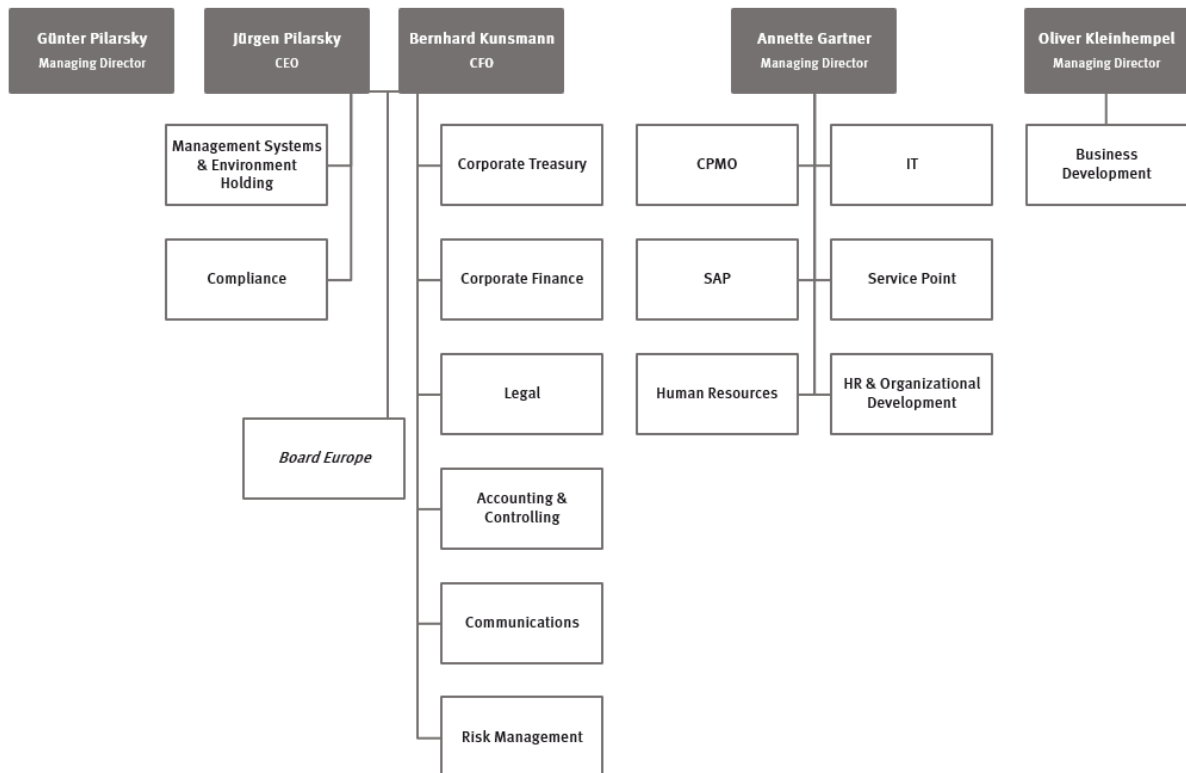 Günter Pilarsky
Managing Director
Jürgen Pilarsky
CEO
Bernhard Kunsmann
CFO
Annette Gartner
Managing Director
Oliver Kleinhempel
Managing Director
Management Systems
& Environment
Holding
Corporate Treasury
CPMO
IT
Business
Development
Compliance
Corporate Finance
SAP
Service Point
Legal
Human Resources
HR & Organizational
Development
Board Europe
Accounting &
Controlling
Communications
Risk Management